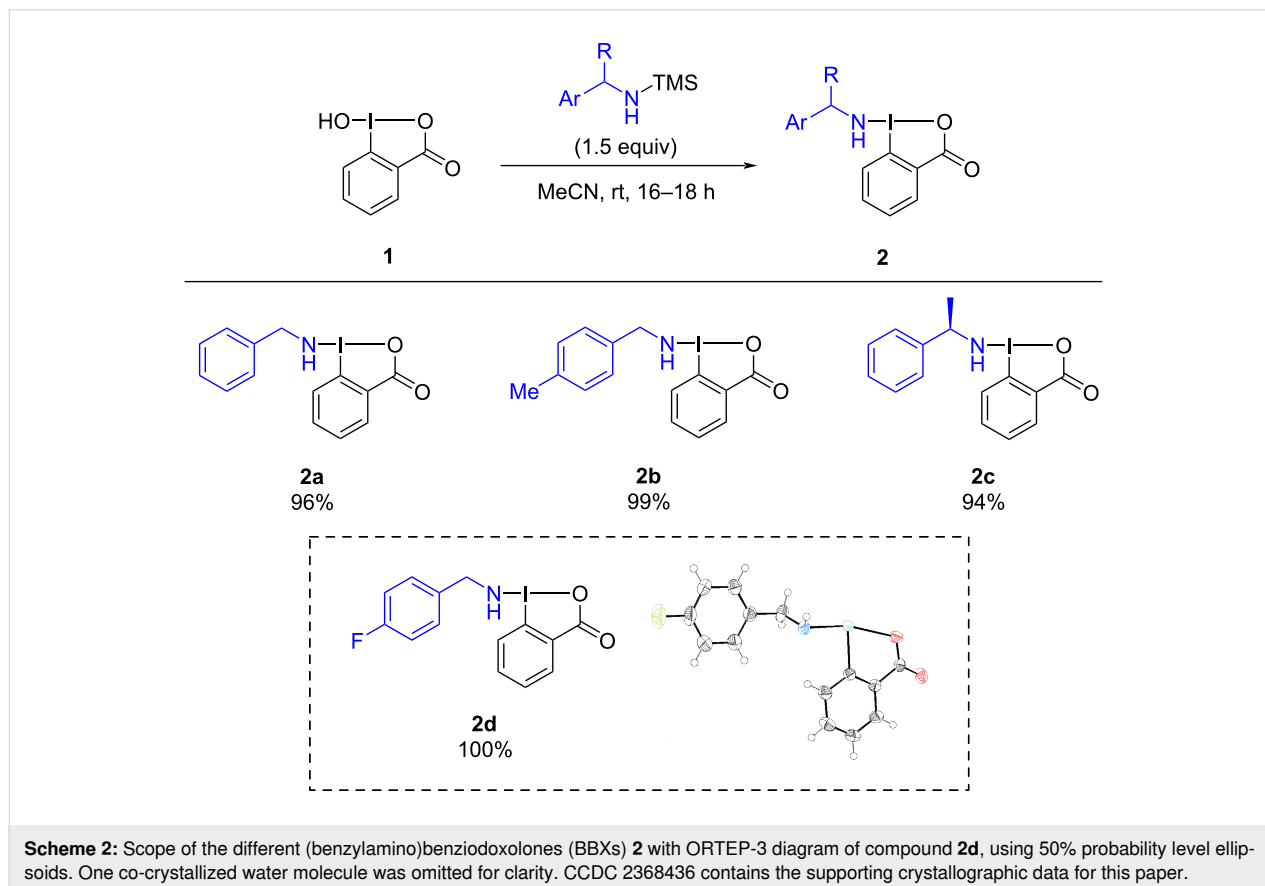 R
Ar N TMS
H
(1.5 equiv)
MeCN, rt, 16–18 h
HO I O
O
1
R
Ar N I O
H
O
2
N I O
H
O
2a
96%
N I O
H
O
Me
2b
99%
N I O
H
O
2c
94%
N I O
H
O
F
2d
100%
Scheme 2: Scope of the different (benzylamino)benziodoxolones (BBXs) 2 with ORTEP-3 diagram of compound 2d, using 50% probability level ellip-
soids. One co-crystallized water molecule was omitted for clarity. CCDC 2368436 contains the supporting crystallographic data for this paper.